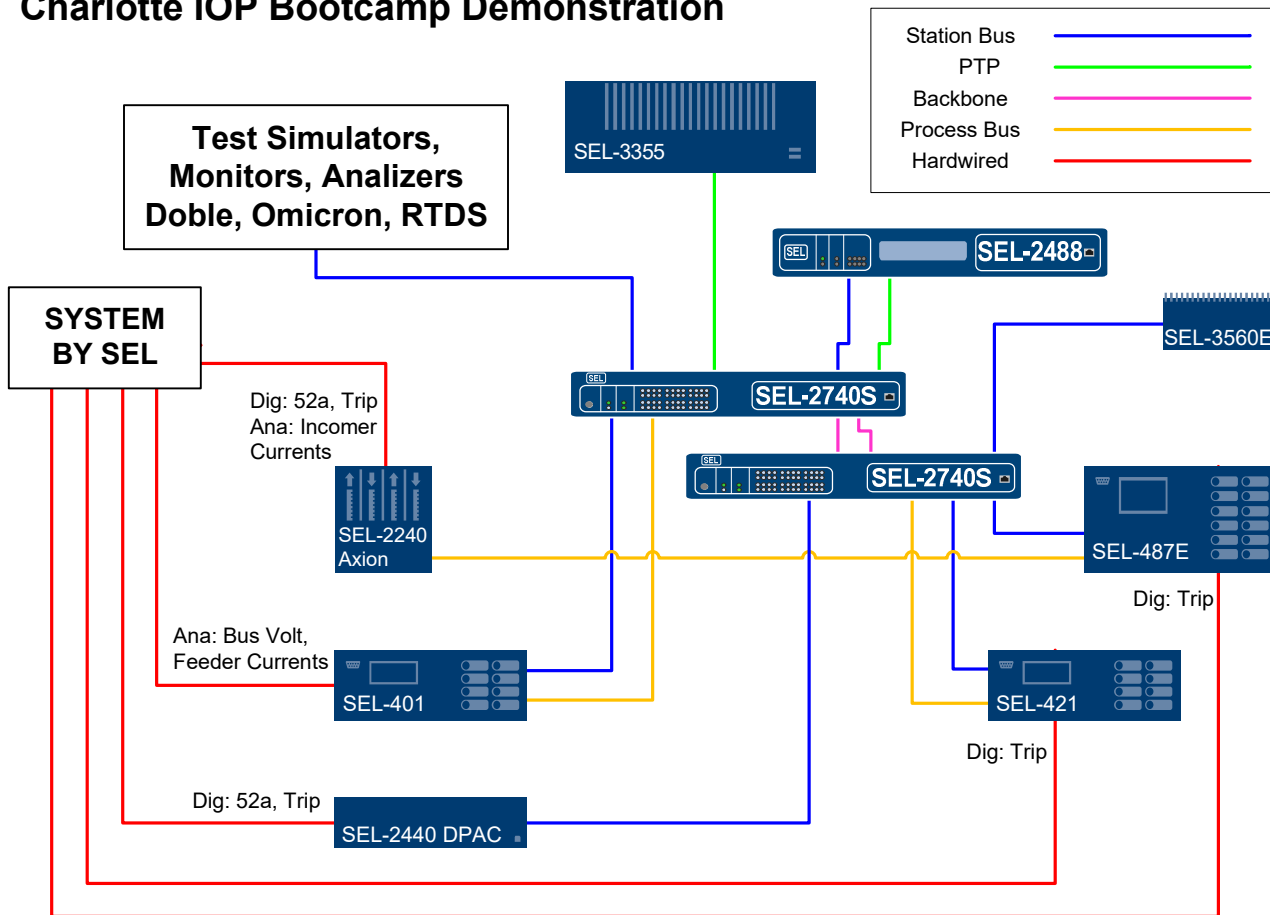 Charlotte IOP Bootcamp Demonstration
Station Bus
PTP
Backbone
Process Bus
Hardwired
Test Simulators,
Monitors, Analizers
Doble, Omicron, RTDS
SEL-3355
SEL
SEL-2488
SYSTEM
BY SEL
SEL-3560E
SEL
SEL-2740S
Dig: 52a, Trip
Ana: Incomer
Currents
SEL
SEL-2740S
SEL-2240
Axion
SEL-487E
Dig: Trip
Ana: Bus Volt,
Feeder Currents
SEL-401
SEL-421
Dig: Trip
Dig: 52a, Trip
SEL-2440 DPAC